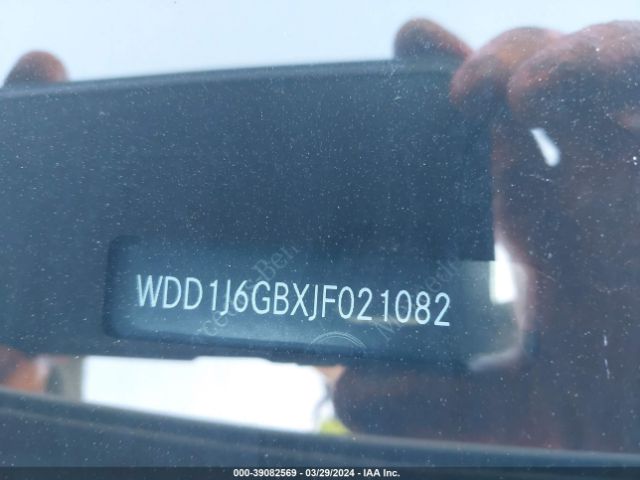 WDD1J6GBXJF021082
000-39082569 - 03/29/2024 - IAA Inc.